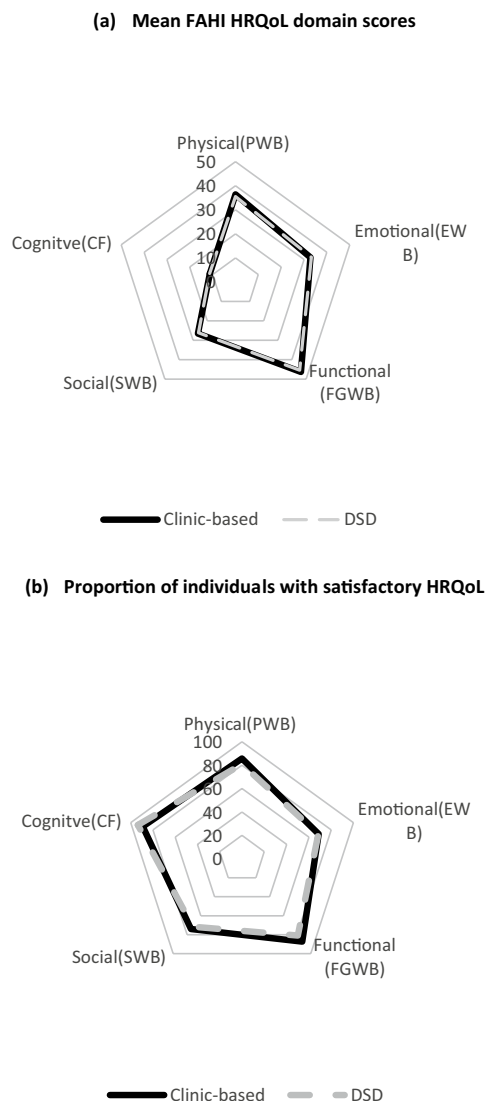 (a) Mean FAHI HRQoL domain scores
Physical(PWB)
50
40
30
20
10
0
Emotional(EW
B)
Functional
(FGWB)
Social(SWB)
Cognitve(CF)
Clinic-based
DSD
(b) Proportion of individuals with satisfactory HRQoL
Physical(PWB)
100
80
60
40
20
0
Emotional(EW
B)
Functional
(FGWB)
Social(SWB)
Cognitve(CF)
Clinic-based
DSD